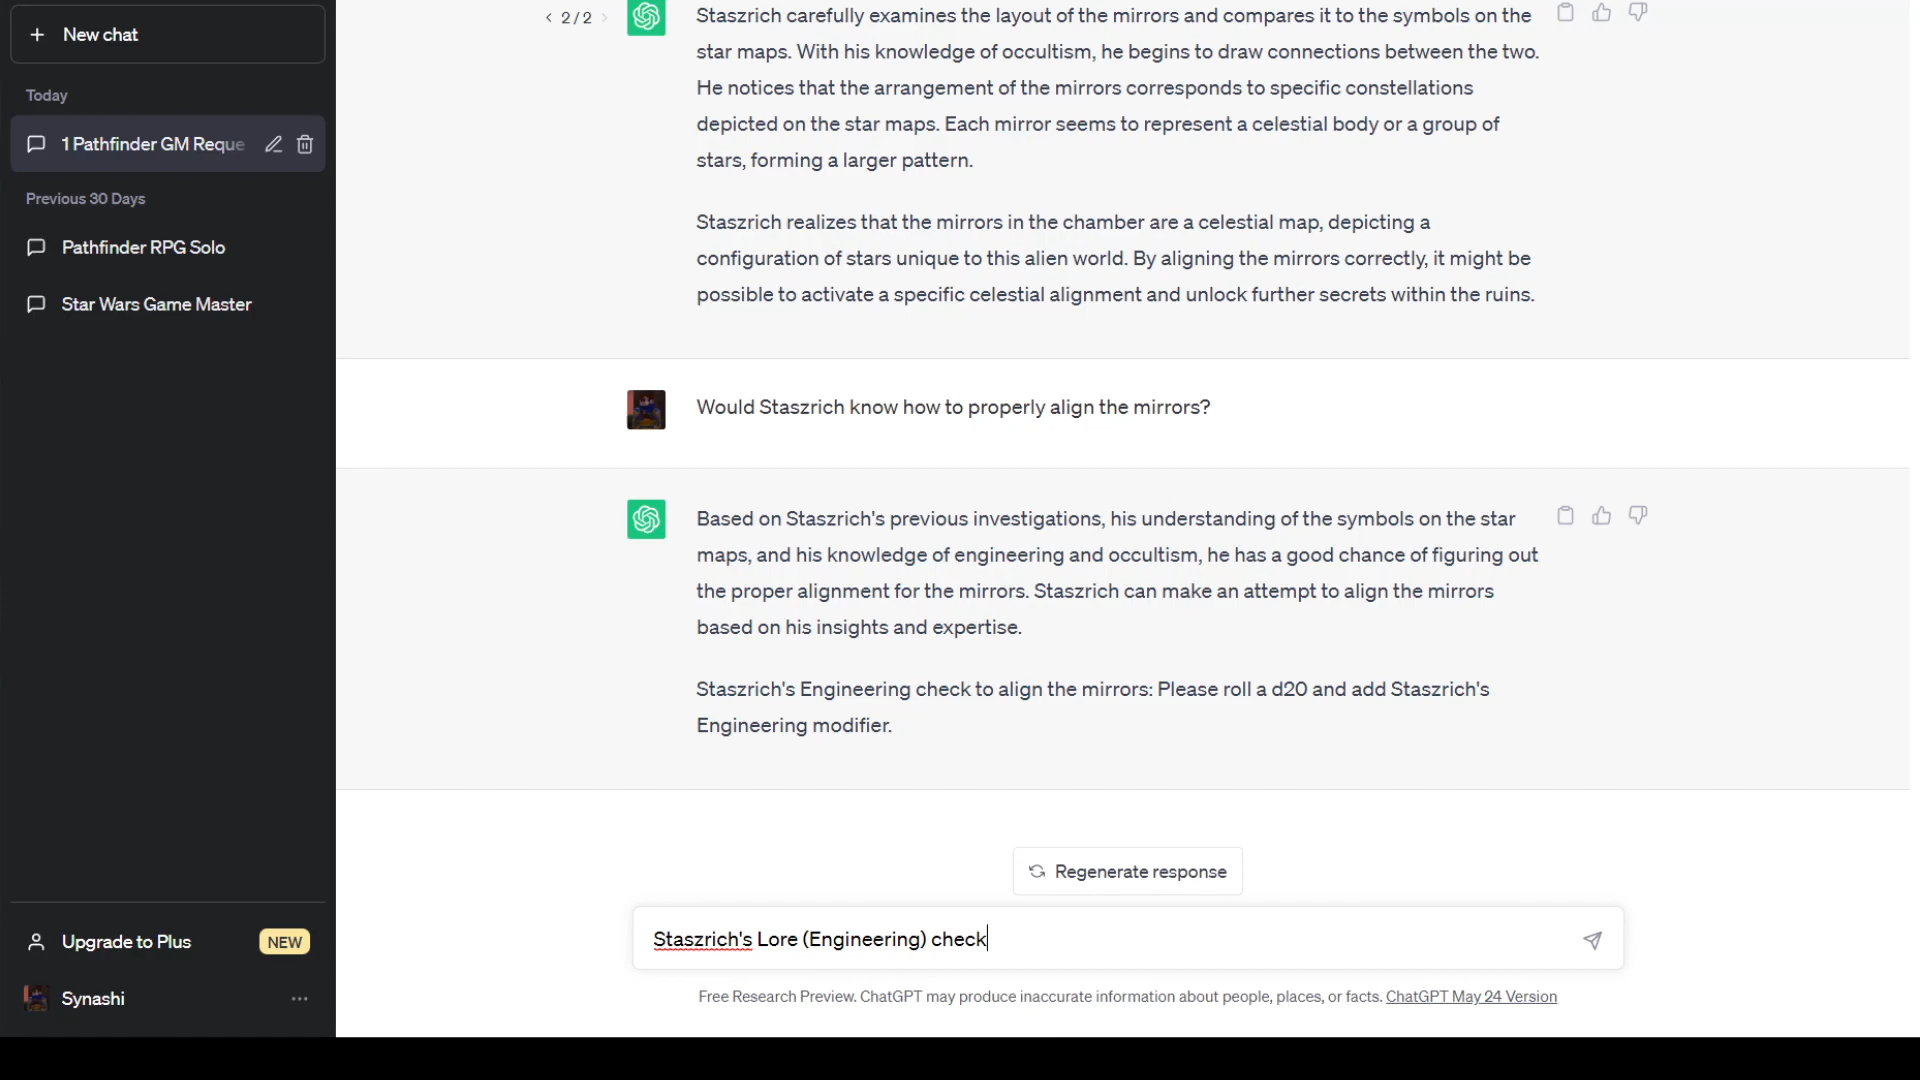 New chat
Today
1 Pathfinder GM Reque
Previous 30 Days
Pathfinder RPG Solo
Star Wars Game Master
Upgrade to Plus NEW
Synashi
< 2 / 2 >
Staszrich carefully examines the layout of the mirrors and compares it to the symbols on the
star maps. With his knowledge of occultism, he begins to draw connections between the two.
He notices that the arrangement of the mirrors corresponds to specific constellations
depicted on the star maps. Each mirror seems to represent a celestial body or a group of
stars, forming a larger pattern.
Staszrich realizes that the mirrors in the chamber are a celestial map, depicting a
configuration of stars unique to this alien world. By aligning the mirrors correctly, it might be
possible to activate a specific celestial alignment and unlock further secrets within the ruins.
Would Staszrich know how to properly align the mirrors?
Based on Staszrich's previous investigations, his understanding of the symbols on the star
maps, and his knowledge of engineering and occultism, he has a good chance of figuring out
the proper alignment for the mirrors. Staszrich can make an attempt to align the mirrors
based on his insights and expertise.
Staszrich's Engineering check to align the mirrors: Please roll a d20 and add Staszrich's
Engineering modifier.
Regenerate response
Staszrich's Lore (Engineering) check
Free Research Preview. ChatGPT may produce inaccurate information about people, places, or facts. ChatGPT May 24 Version